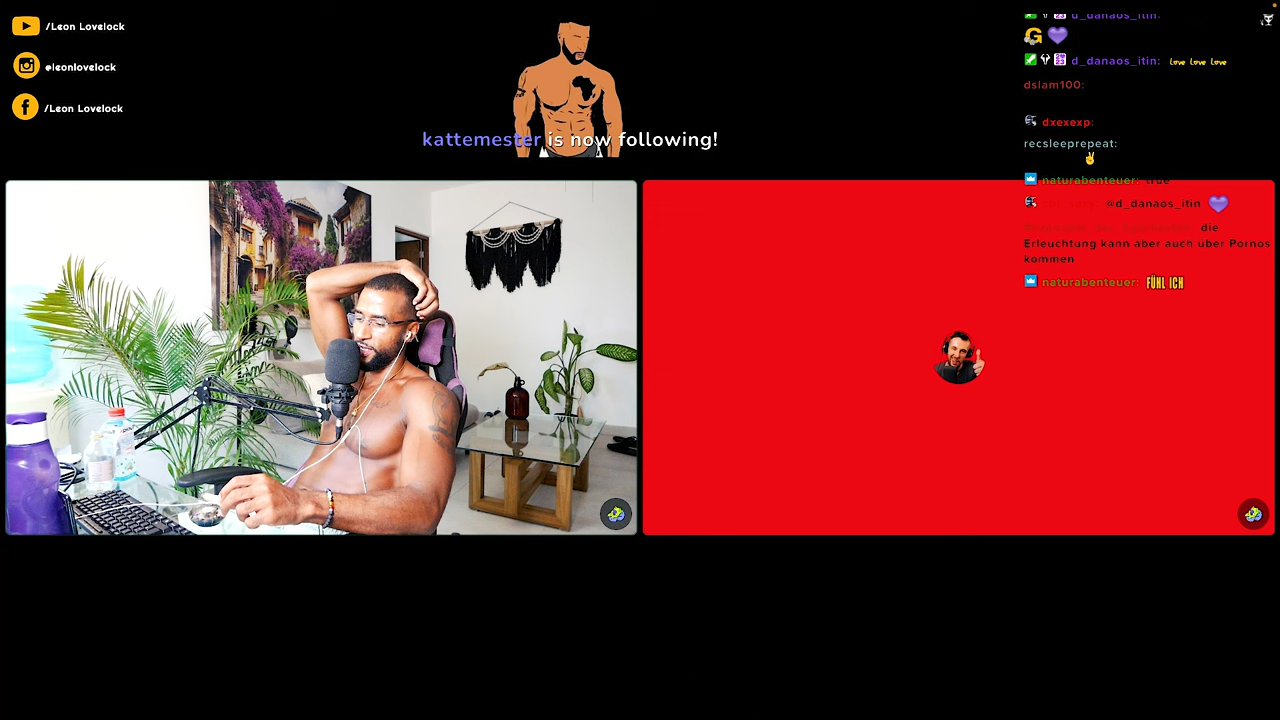 /Leon Lovelock
@leonlovelock
/Leon Lovelock
kattemester is now following!
d_danaos_itin:
d_danaos_itin: Love Love Love
dslam100:
dxexexp:
recsleeprepeat:
naturabenteuer: true
@d_danaos_itin
die
Erleuchtung kann aber auch uber Pornos
kommen
naturabenteuer: FÜHL ICH